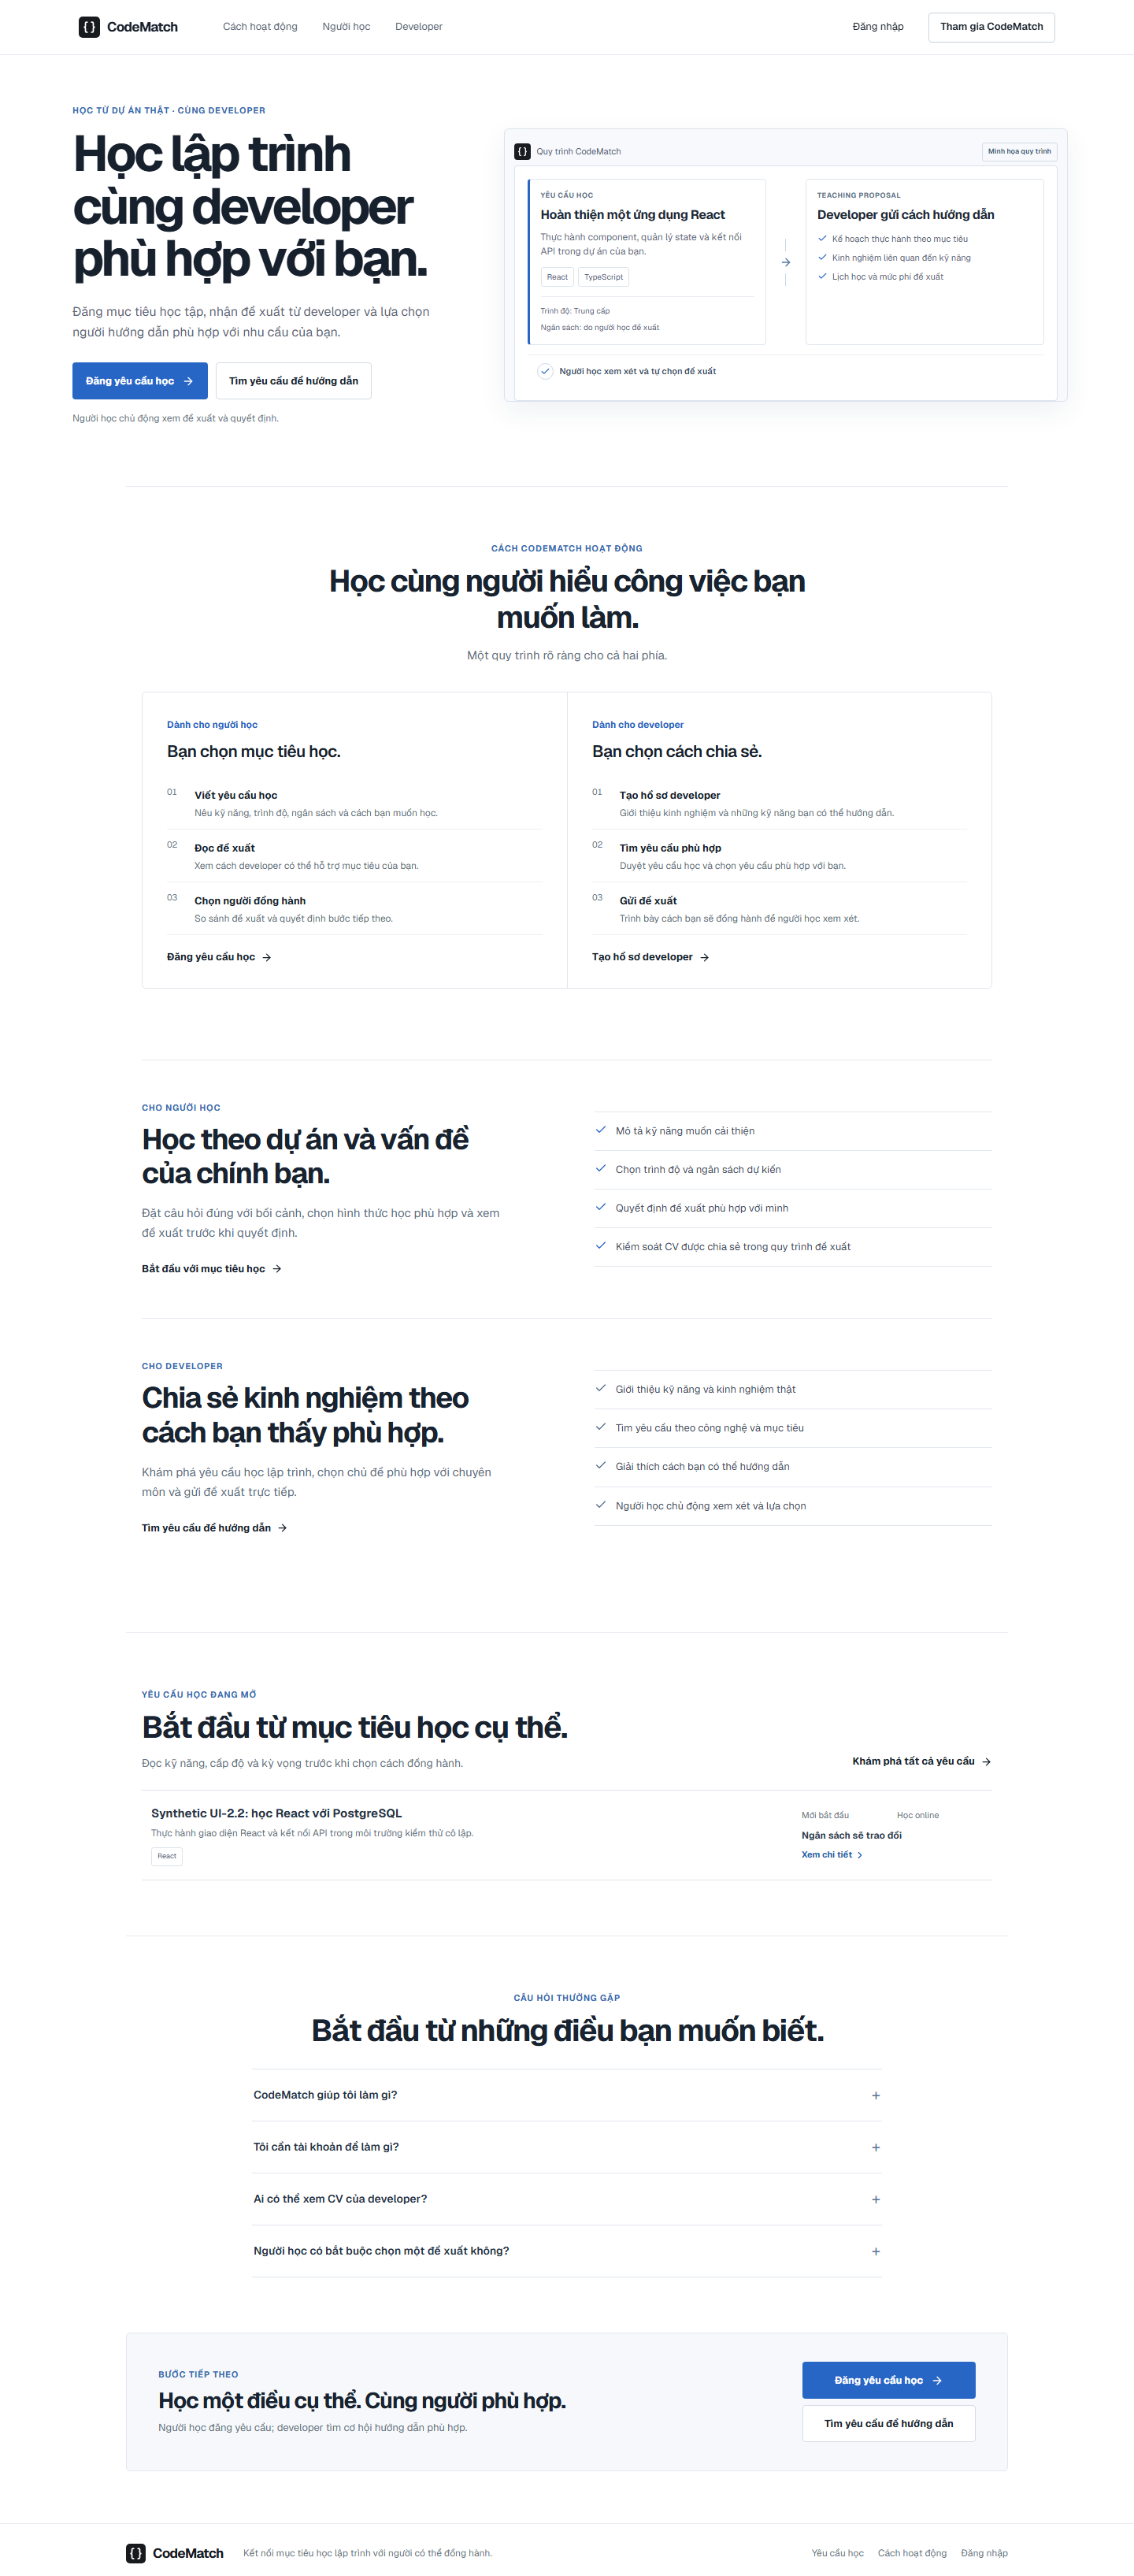 CodeMatch
Cách hoạt động
Người học
Developer
Đăng nhập
Tham gia CodeMatch
HỌC TỪ DỰ ÁN THẬT · CÙNG DEVELOPER
Học lập trình
cùng developer
phù hợp với bạn.
Đăng mục tiêu học tập, nhận đề xuất từ developer và lựa chọn
người hướng dẫn phù hợp với nhu cầu của bạn.
Đăng yêu cầu học
Tìm yêu cầu để hướng dẫn
Người học chủ động xem đề xuất và quyết định.
Quy trình CodeMatch
Minh họa quy trình
YÊU CẦU HỌC
Hoàn thiện một ứng dụng React
Thực hành component, quản lý state và kết nối
API trong dự án của bạn.
React
TypeScript
Trình độ: Trung cấp
Ngân sách: do người học đề xuất
TEACHING PROPOSAL
Developer gửi cách hướng dẫn
Kế hoạch thực hành theo mục tiêu
Kinh nghiệm liên quan đến kỹ năng
Lịch học và mức phí đề xuất
Người học xem xét và tự chọn đề xuất
CÁCH CODEMATCH HOẠT ĐỘNG
Học cùng người hiểu công việc bạn
muốn làm.
Một quy trình rõ ràng cho cả hai phía.
Dành cho người học
Bạn chọn mục tiêu học.
01
Viết yêu cầu học
Nêu kỹ năng, trình độ, ngân sách và cách bạn muốn học.
02
Đọc đề xuất
Xem cách developer có thể hỗ trợ mục tiêu của bạn.
03
Chọn người đồng hành
So sánh đề xuất và quyết định bước tiếp theo.
Đăng yêu cầu học
Dành cho developer
Bạn chọn cách chia sẻ.
01
Tạo hồ sơ developer
Giới thiệu kinh nghiệm và những kỹ năng bạn có thể hướng dẫn.
02
Tìm yêu cầu phù hợp
Duyệt yêu cầu học và chọn yêu cầu phù hợp với bạn.
03
Gửi đề xuất
Trình bày cách bạn sẽ đồng hành để người học xem xét.
Tạo hồ sơ developer
CHO NGƯỜI HỌC
Học theo dự án và vấn đề
của chính bạn.
Đặt câu hỏi đúng với bối cảnh, chọn hình thức học phù hợp và xem
đề xuất trước khi quyết định.
Bắt đầu với mục tiêu học
Mô tả kỹ năng muốn cải thiện
Chọn trình độ và ngân sách dự kiến
Quyết định đề xuất phù hợp với mình
Kiểm soát CV được chia sẻ trong quy trình đề xuất
CHO DEVELOPER
Chia sẻ kinh nghiệm theo
cách bạn thấy phù hợp.
Khám phá yêu cầu học lập trình, chọn chủ đề phù hợp với chuyên
môn và gửi đề xuất trực tiếp.
Tìm yêu cầu để hướng dẫn
Giới thiệu kỹ năng và kinh nghiệm thật
Tìm yêu cầu theo công nghệ và mục tiêu
Giải thích cách bạn có thể hướng dẫn
Người học chủ động xem xét và lựa chọn
YÊU CẦU HỌC ĐANG MỞ
Bắt đầu từ mục tiêu học cụ thể.
Đọc kỹ năng, cấp độ và kỳ vọng trước khi chọn cách đồng hành.
Khám phá tất cả yêu cầu
Synthetic UI-2.2: học React với PostgreSQL
Thực hành giao diện React và kết nối API trong môi trường kiểm thử cô lập.
React
Mới bắt đầu
Học online
Ngân sách sẽ trao đổi
Xem chi tiết
CÂU HỎI THƯỜNG GẶP
Bắt đầu từ những điều bạn muốn biết.
CodeMatch giúp tôi làm gì?
Tôi cần tài khoản để làm gì?
Ai có thể xem CV của developer?
Người học có bắt buộc chọn một đề xuất không?
BƯỚC TIẾP THEO
Học một điều cụ thể. Cùng người phù hợp.
Người học đăng yêu cầu; developer tìm cơ hội hướng dẫn phù hợp.
Đăng yêu cầu học
Tìm yêu cầu để hướng dẫn
CodeMatch
Kết nối mục tiêu học lập trình với người có thể đồng hành.
Yêu cầu học
Cách hoạt động
Đăng nhập